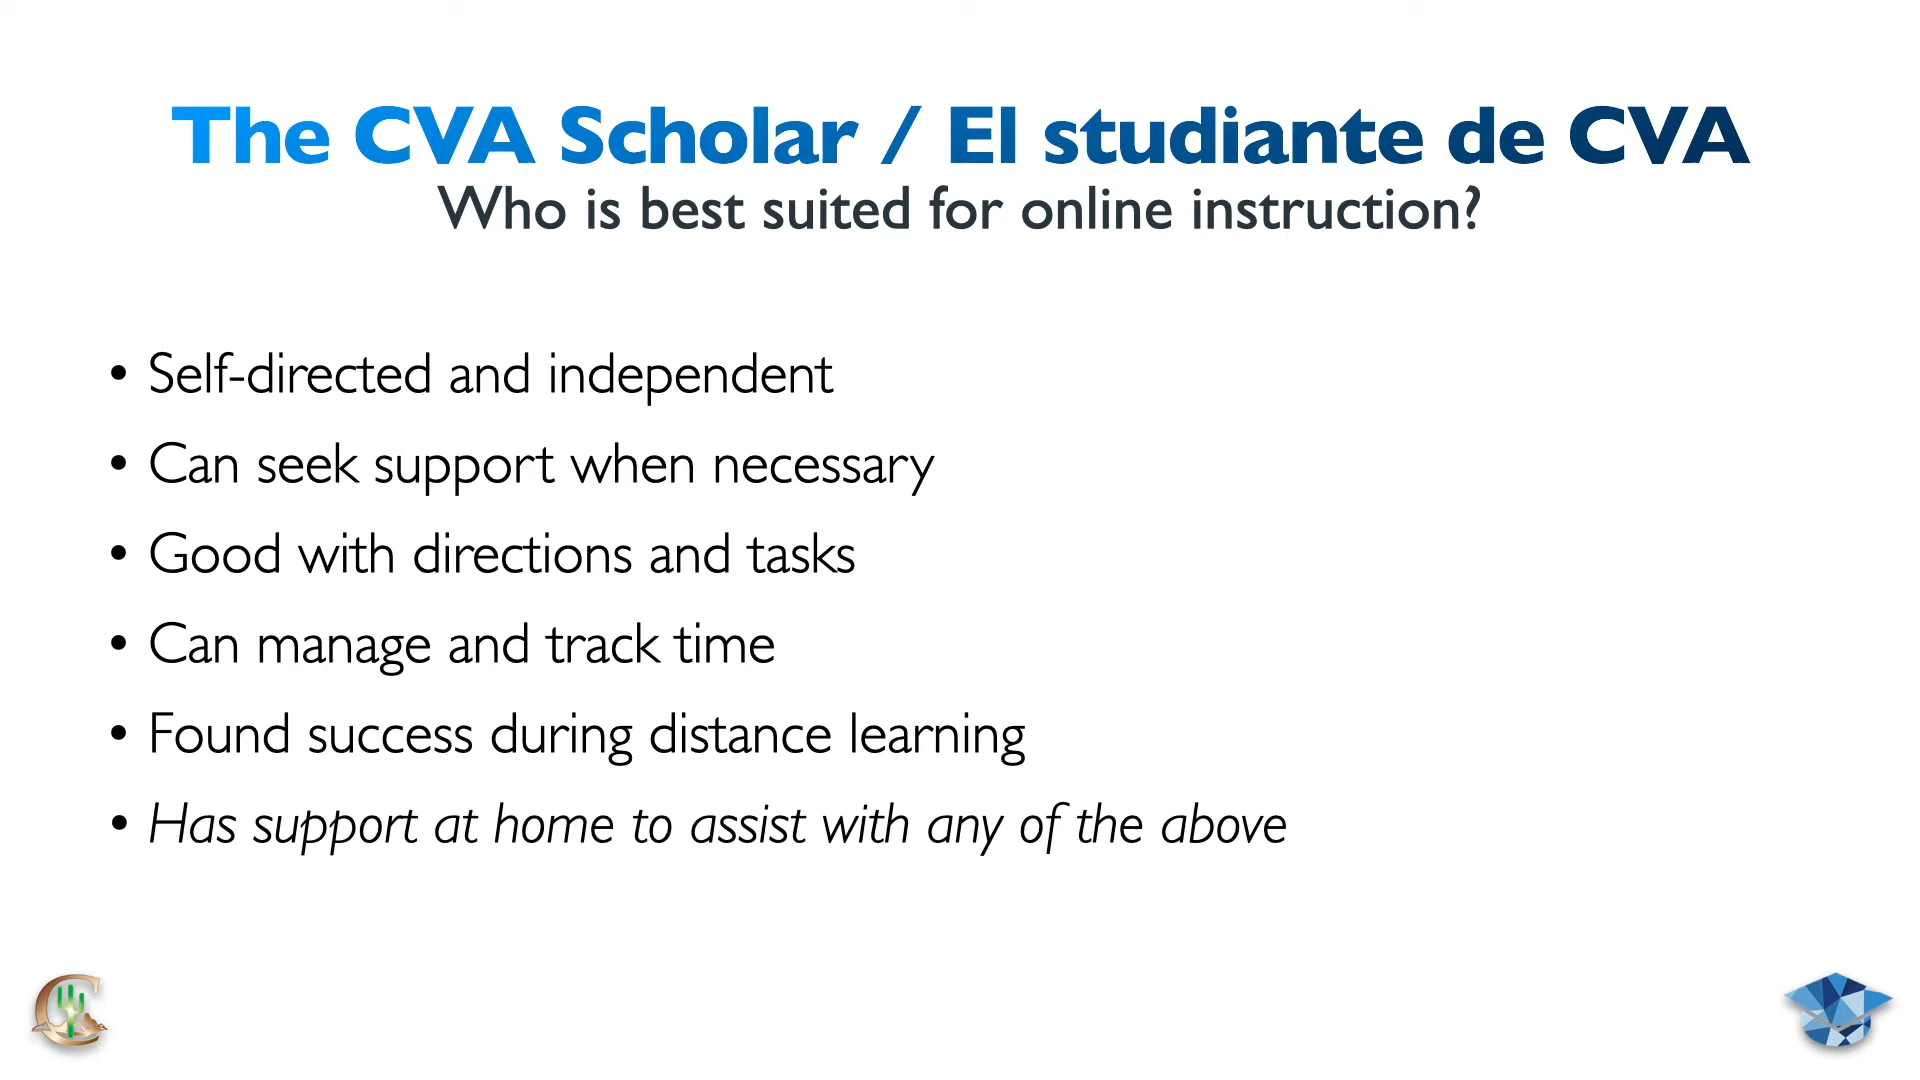 The CVA Scholar / El studiante de CVA
Who is best suited for online instruction?
• Self-directed and independent
• Can seek support when necessary
• Good with directions and tasks
• Can manage and track time
• Found success during distance learning
• Has support at home to assist with any of the above
C